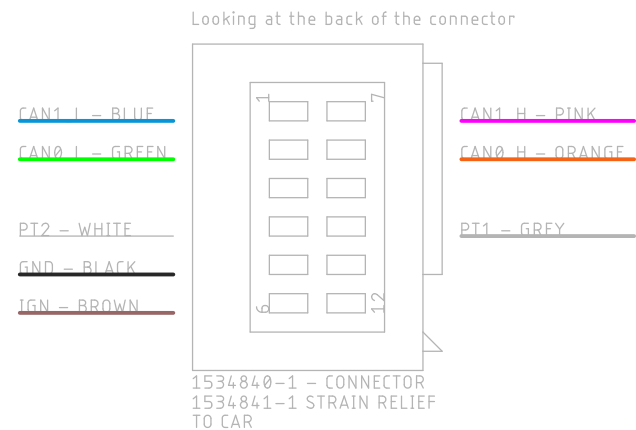 Looking at the back of the connector
1 7
CAN1 L - BLUE
CAN1 H - PINK
CAN0 L - GREEN
CAN0 H - ORANGE
PT2 - WHITE
PT1 - GREY
GND - BLACK
IGN - BROWN
6 12
1534840-1 - CONNECTOR
1534841-1 STRAIN RELIEF
TO CAR